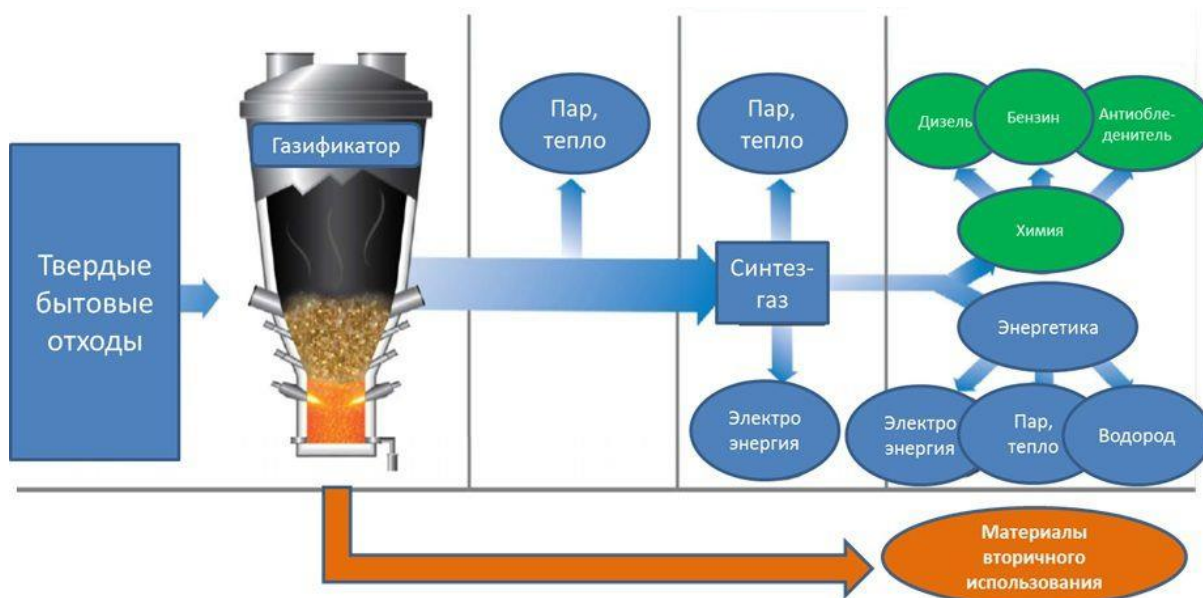 Твердые
бытовые
отходы
Газификатор
Пар,
тепло
Пар,
тепло
Синтез-
газ
Электро
энергия
Дизель
Бензин
Антиобле-
денитель
Химия
Энергетика
Электро
энергия
Пар,
тепло
Водород
Материалы
вторичного
использования